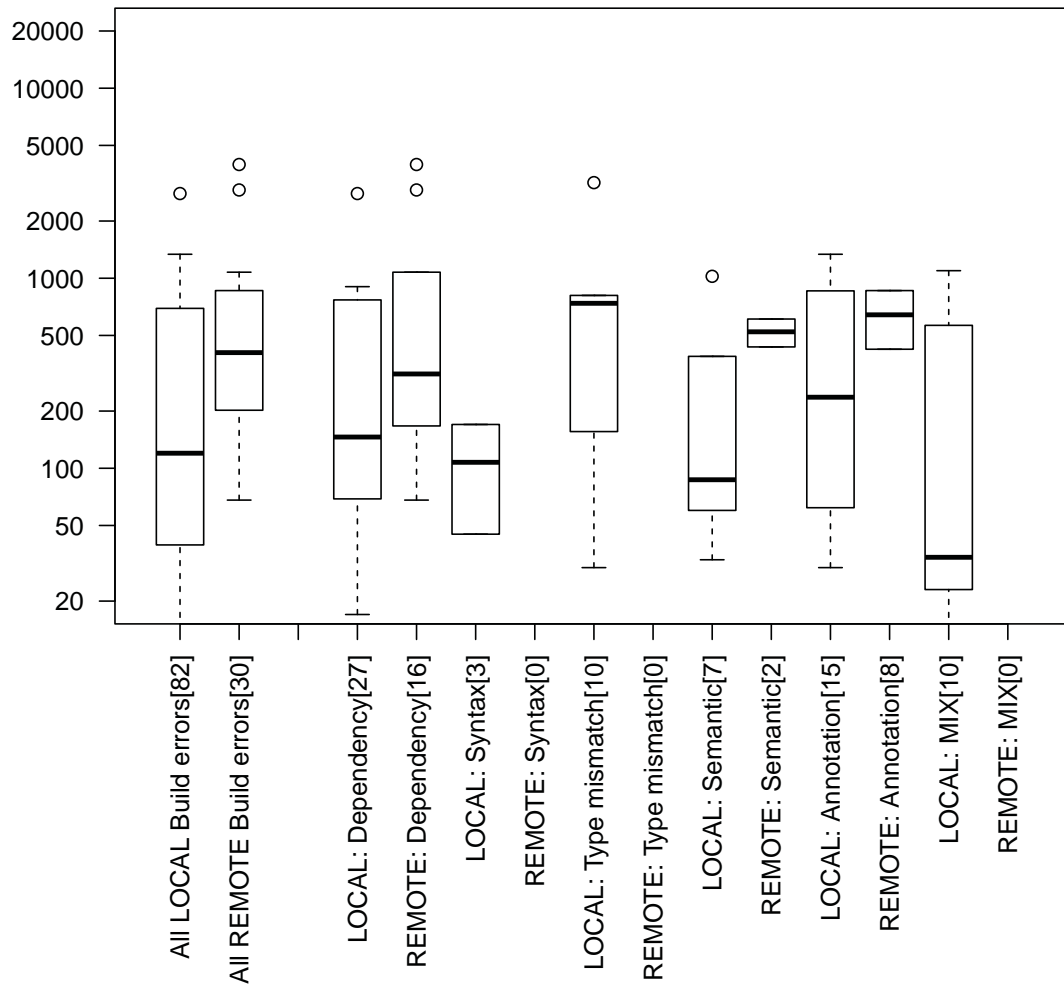 20000
10000
5000
2000
1000
500
200
100
50
20
All LOCAL Build errors[82]
All REMOTE Build errors[30]
LOCAL: Dependency[27]
REMOTE: Dependency[16]
LOCAL: Syntax[3]
REMOTE: Syntax[0]
LOCAL: Type mismatch[10]
REMOTE: Type mismatch[0]
LOCAL: Semantic[7]
REMOTE: Semantic[2]
LOCAL: Annotation[15]
REMOTE: Annotation[8]
LOCAL: MIX[10]
REMOTE: MIX[0]